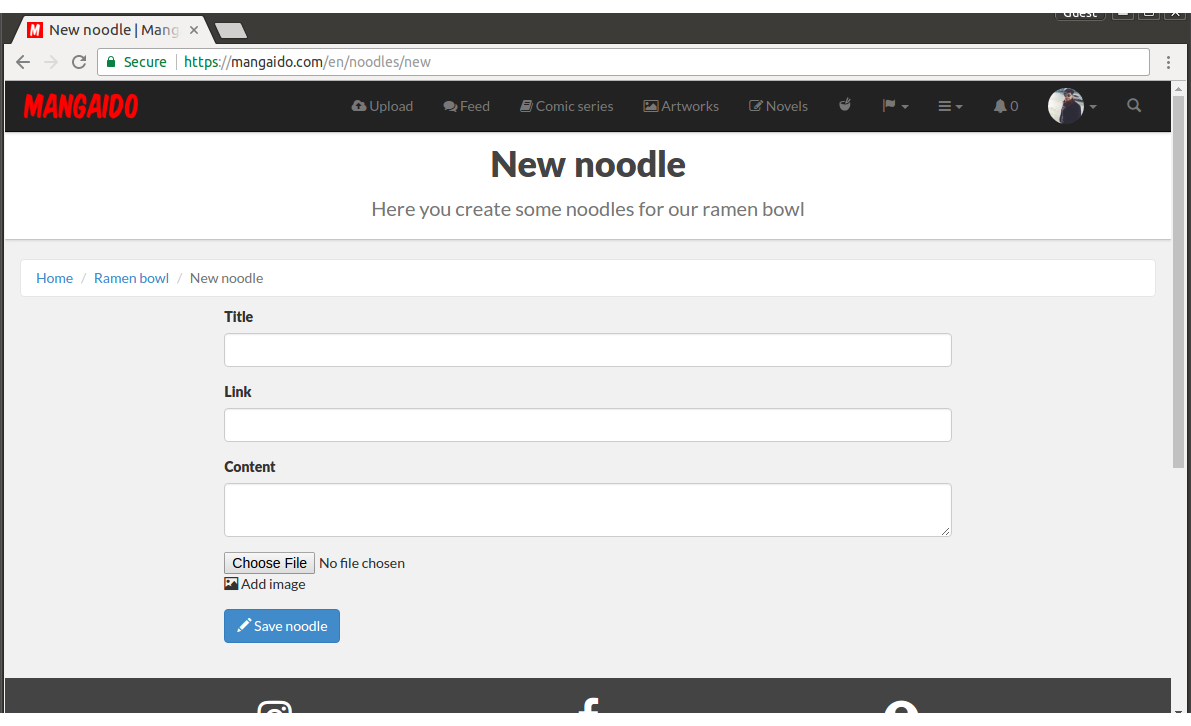 Guest
New noodle | Mang
Secure https://mangaido.com/en/noodles/new
MANGAIDO Upload Feed Comic series Artworks Novels 0
New noodle
Here you create some noodles for our ramen bowl
Home / Ramen bowl / New noodle
Title
Link
Content
Choose File No file chosen
Add image
Save noodle